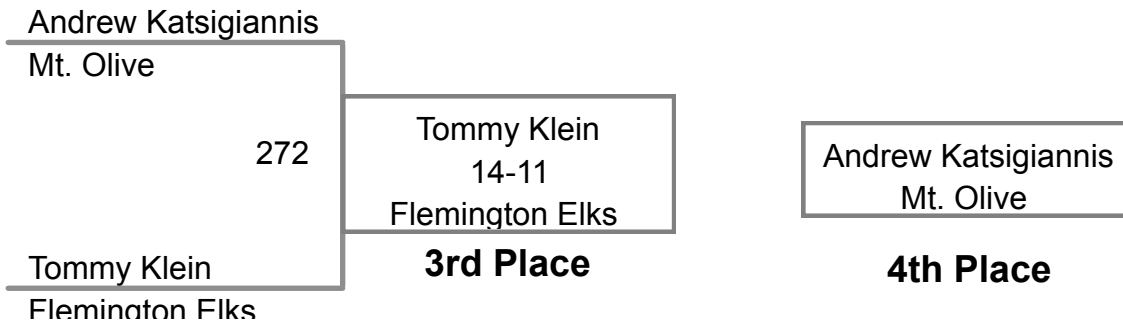 Andrew Katsigiannis
Mt. Olive
272
Tommy Klein
14-11
Flemington Elks
3rd Place
Andrew Katsigiannis
Mt. Olive
4th Place
Tommy Klein
Flemington Elks